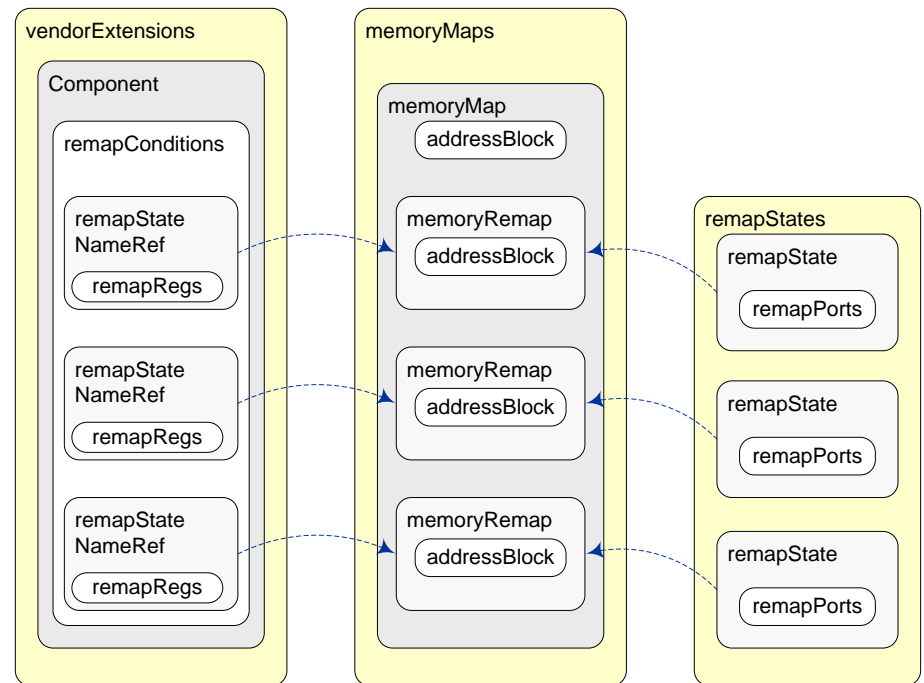 vendorExtensions
Component
remapConditions
remapState
NameRef
remapRegs
remapState
NameRef
remapRegs
remapState
NameRef
remapRegs
memoryMaps
memoryMap
addressBlock
memoryRemap
addressBlock
memoryRemap
addressBlock
memoryRemap
addressBlock
remapStates
remapState
remapPorts
remapState
remapPorts
remapState
remapPorts